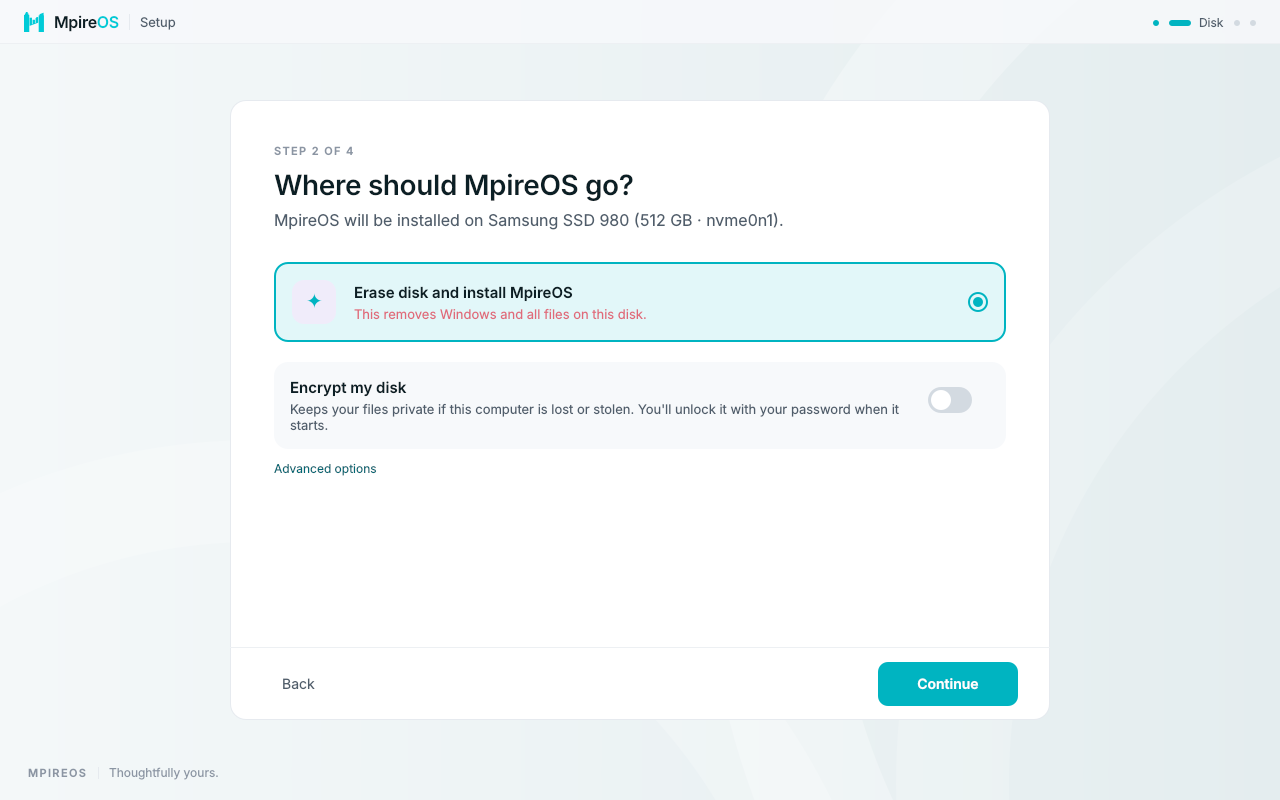 MpireOS
Setup
Disk
STEP 2 OF 4
Where should MpireOS go?
MpireOS will be installed on Samsung SSD 980 (512 GB · nvme0n1).
Erase disk and install MpireOS
This removes Windows and all files on this disk.
Encrypt my disk
Keeps your files private if this computer is lost or stolen. You'll unlock it with your password when it
starts.
Advanced options
Back
Continue
MPIREOS
Thoughtfully yours.